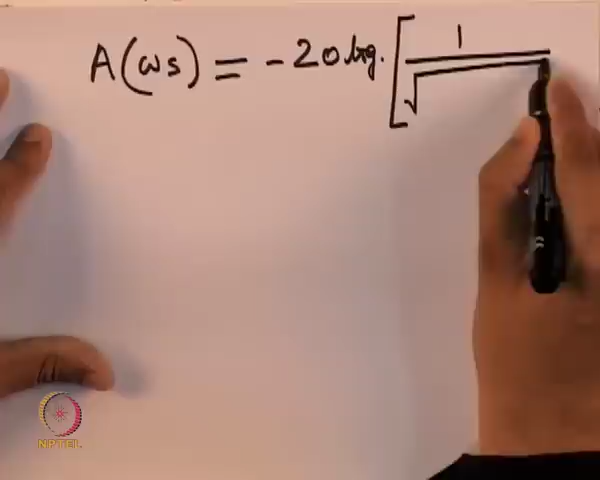 A(ωs) = -20 log. [ 1 / √
NPTEL